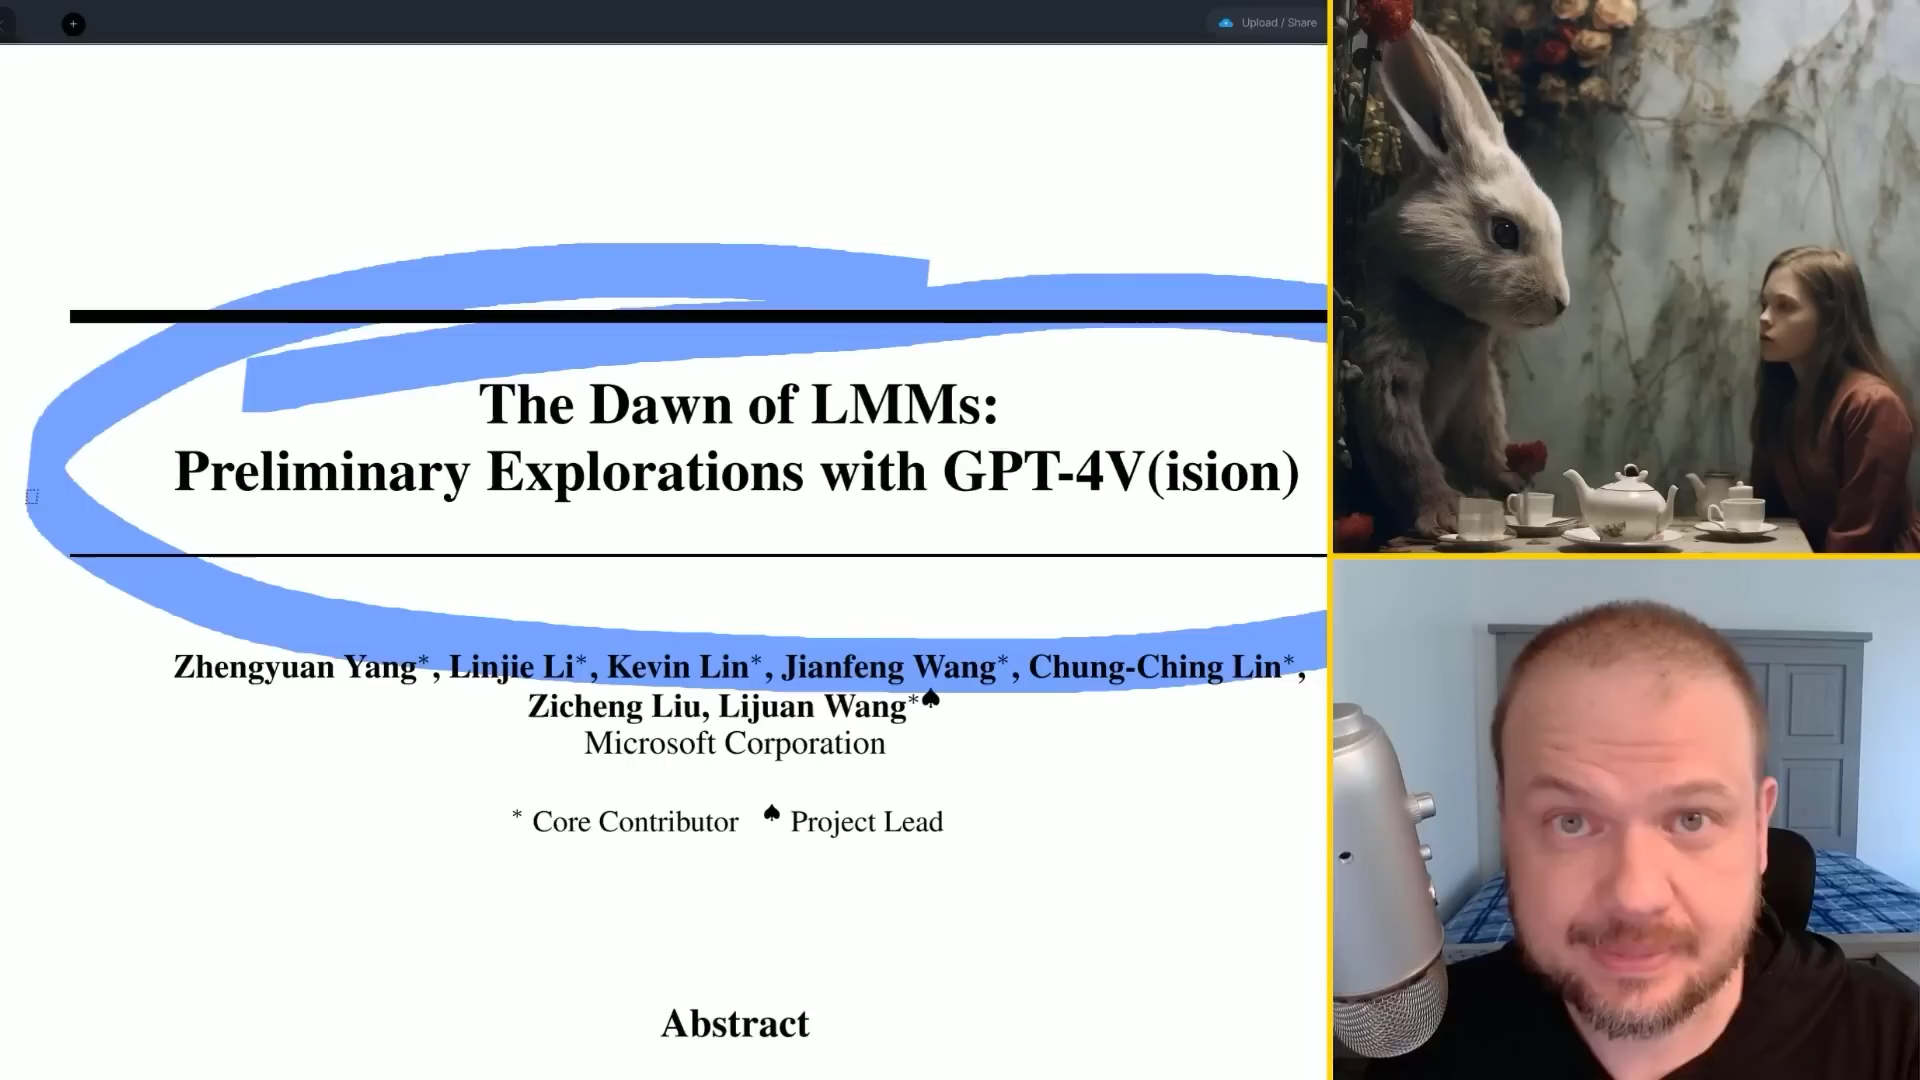 Upload / Share
The Dawn of LMMs:
Preliminary Explorations with GPT-4V(ision)
Zhengyuan Yang*, Linjie Li*, Kevin Lin*, Jianfeng Wang*, Chung-Ching Lin*,
Zicheng Liu, Lijuan Wang*♠
Microsoft Corporation
* Core Contributor ♠ Project Lead
Abstract